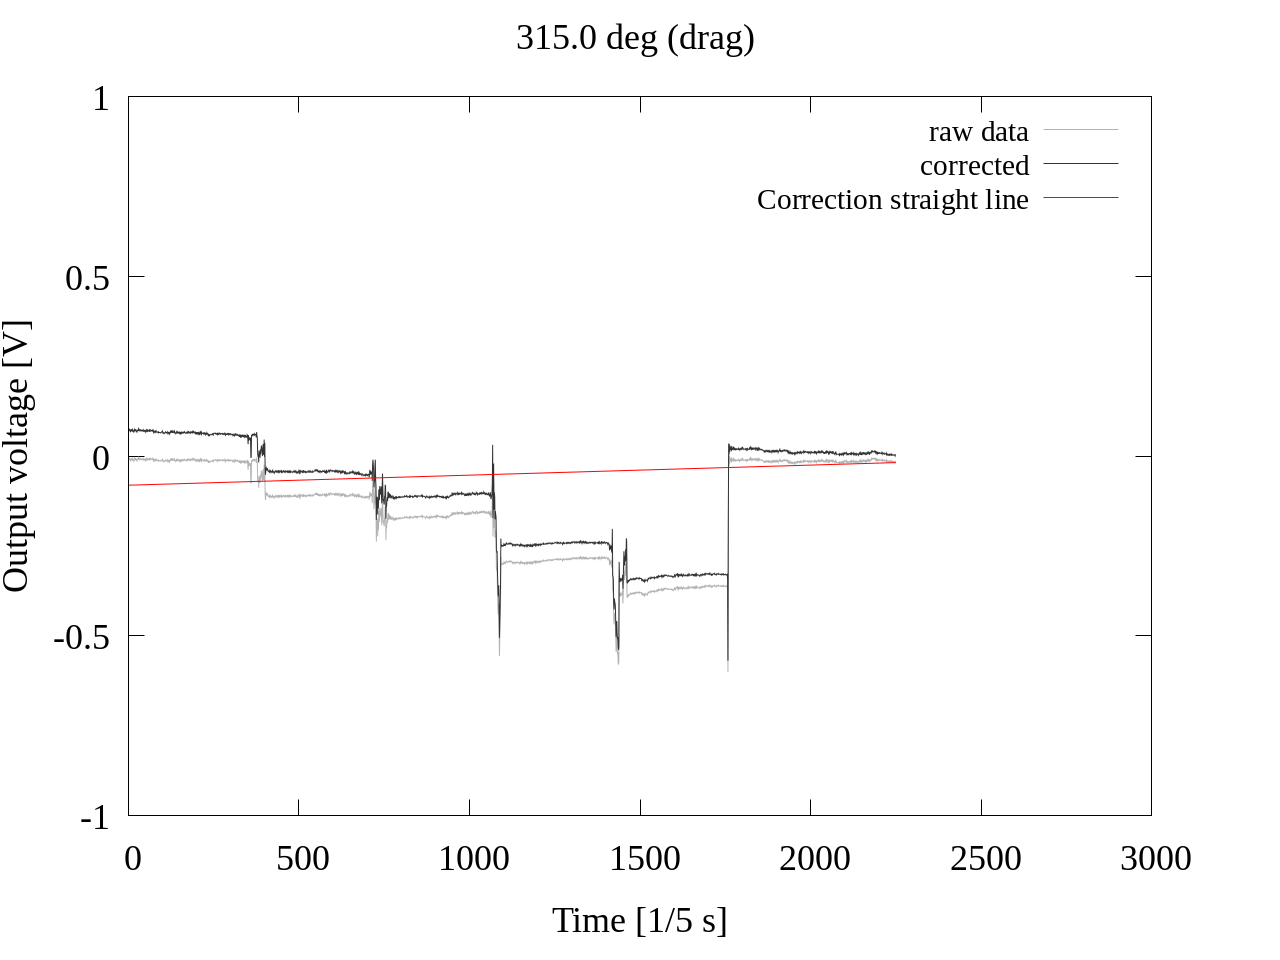 315.0 deg (drag)
1
raw data
corrected
Correction straight line
0.5
0
-0.5
-1
Output voltage [V]
0 500 1000 1500 2000 2500 3000
Time [1/5 s]